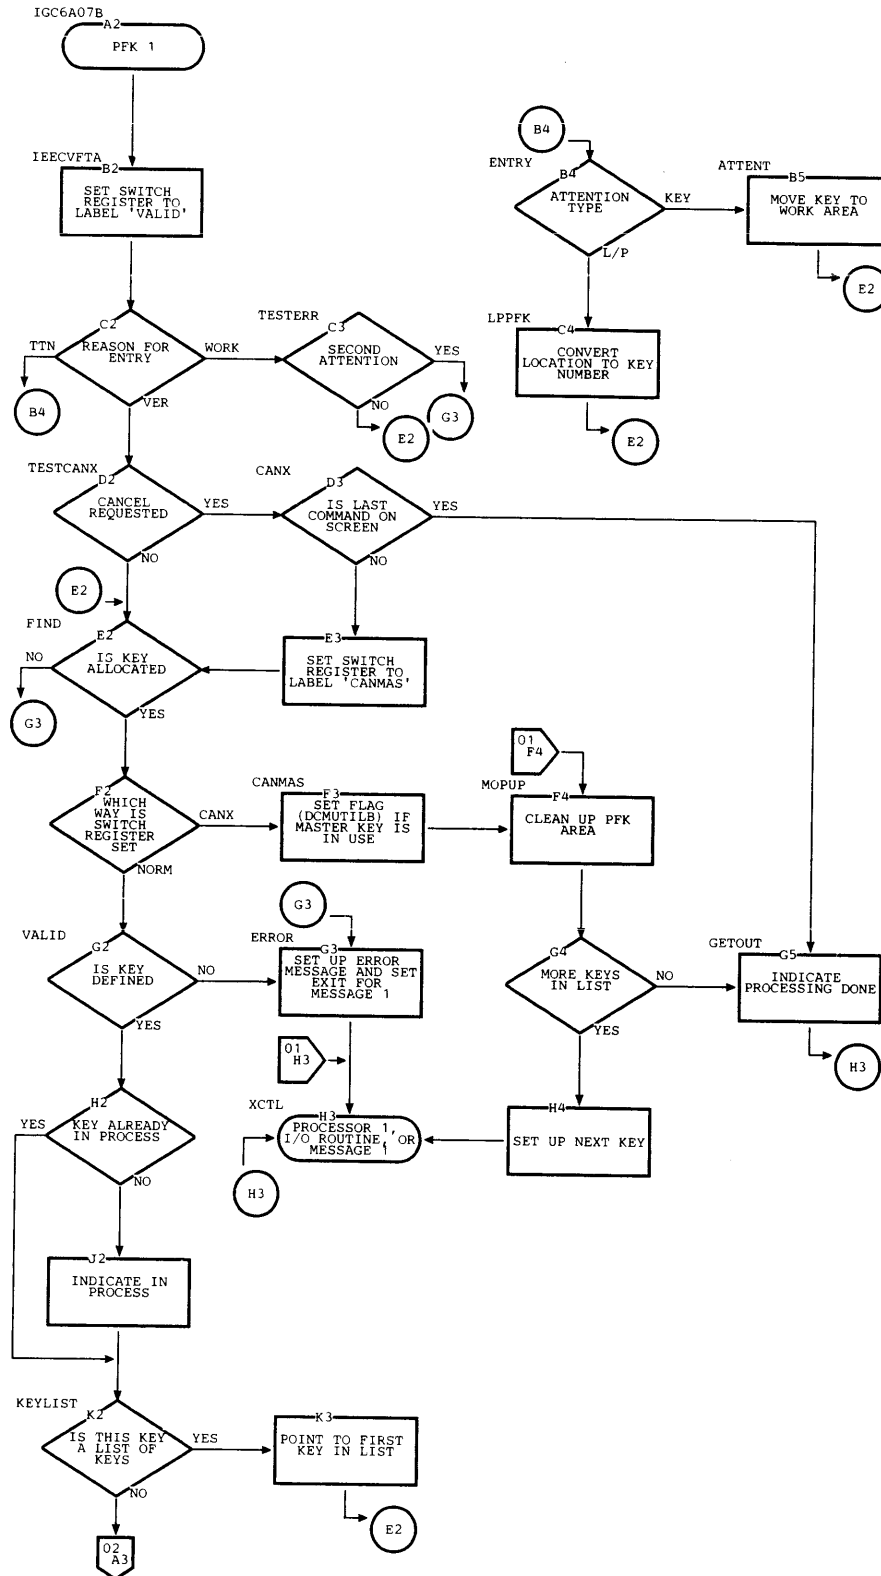 IGC6A07B
A2
PFK 1
IEECVFTA
B2
SET SWITCH
REGISTER TO
LABEL 'VALID'
B4
ENTRY
B4
ATTENTION
TYPE
KEY
L/P
ATTENT
B5
MOVE KEY TO
WORK AREA
E2
C2
REASON FOR
ENTRY
TTN
WORK
VER
B4
TESTERR
C3
SECOND
ATTENTION
YES
NO
E2
G3
LPPFK
C4
CONVERT
LOCATION TO KEY
NUMBER
E2
TESTCANX
D2
CANCEL
REQUESTED
YES
NO
CANX
D3
IS LAST
COMMAND ON
SCREEN
YES
NO
E2
FIND
E2
IS KEY
ALLOCATED
NO
YES
G3
E3
SET SWITCH
REGISTER TO
LABEL 'CANMAS'
01
F4
F2
WHICH
WAY IS
SWITCH
REGISTER
SET
CANX
NORM
CANMAS
F3
SET FLAG
(DCMUTILB) IF
MASTER KEY IS
IN USE
MOPUP
F4
CLEAN UP PFK
AREA
G3
VALID
G2
IS KEY
DEFINED
NO
YES
ERROR
G3
SET UP ERROR
MESSAGE AND SET
EXIT FOR
MESSAGE 1
G4
MORE KEYS
IN LIST
NO
YES
GETOUT
G5
INDICATE
PROCESSING DONE
H3
01
H3
H2
KEY ALREADY
IN PROCESS
YES
NO
XCTL
H3
PROCESSOR 1,
I/O ROUTINE, OR
MESSAGE 1
H3
H4
SET UP NEXT KEY
J2
INDICATE IN
PROCESS
KEYLIST
K2
IS THIS KEY
A LIST OF
KEYS
YES
NO
K3
POINT TO FIRST
KEY IN LIST
E2
02
A3